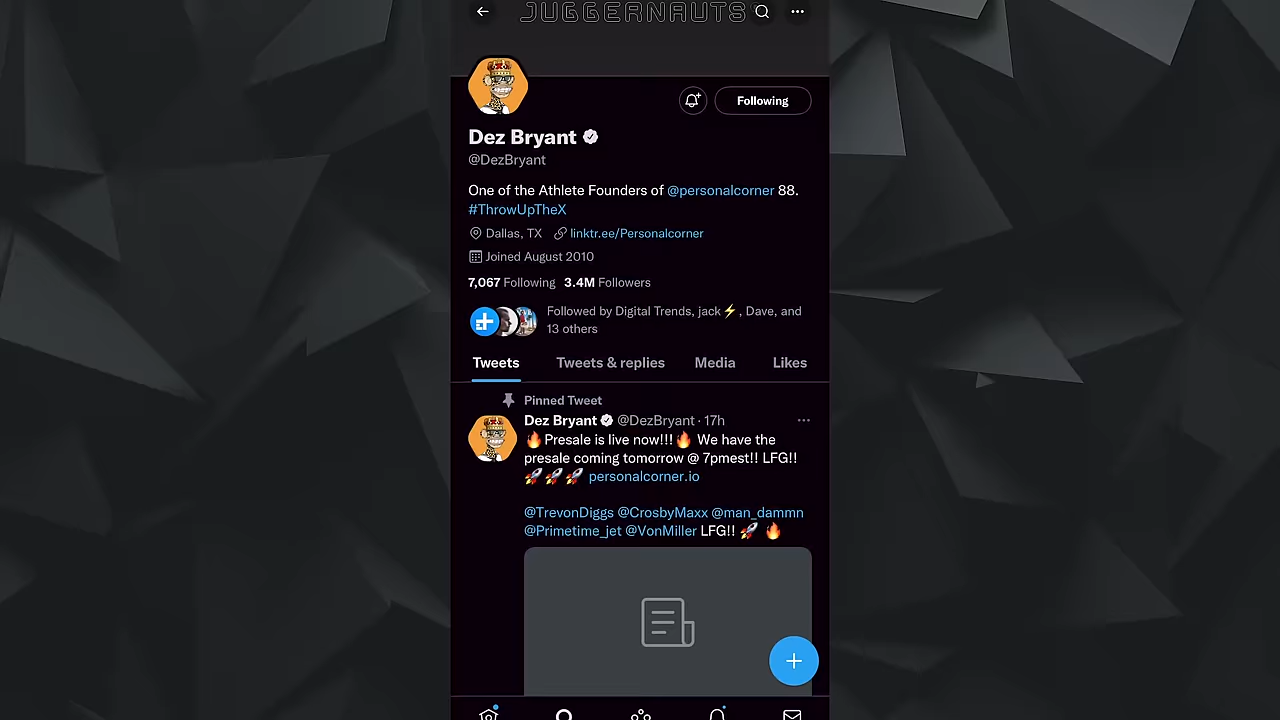 JUGGERNAUTS
Following
Dez Bryant
@DezBryant
One of the Athlete Founders of @personalcorner 88.
#ThrowUpTheX
Dallas, TX linktr.ee/Personalcorner
Joined August 2010
7,067 Following 3.4M Followers
Followed by Digital Trends, jack⚡, Dave, and
13 others
Tweets Tweets & replies Media Likes
Pinned Tweet
Dez Bryant @DezBryant · 17h
🔥Presale is live now!!!🔥 We have the
presale coming tomorrow @ 7pmest!! LFG!!
🚀🚀🚀 personalcorner.io
@TrevonDiggs @CrosbyMaxx @man_dammn
@Primetime_jet @VonMiller LFG!! 🚀 🔥